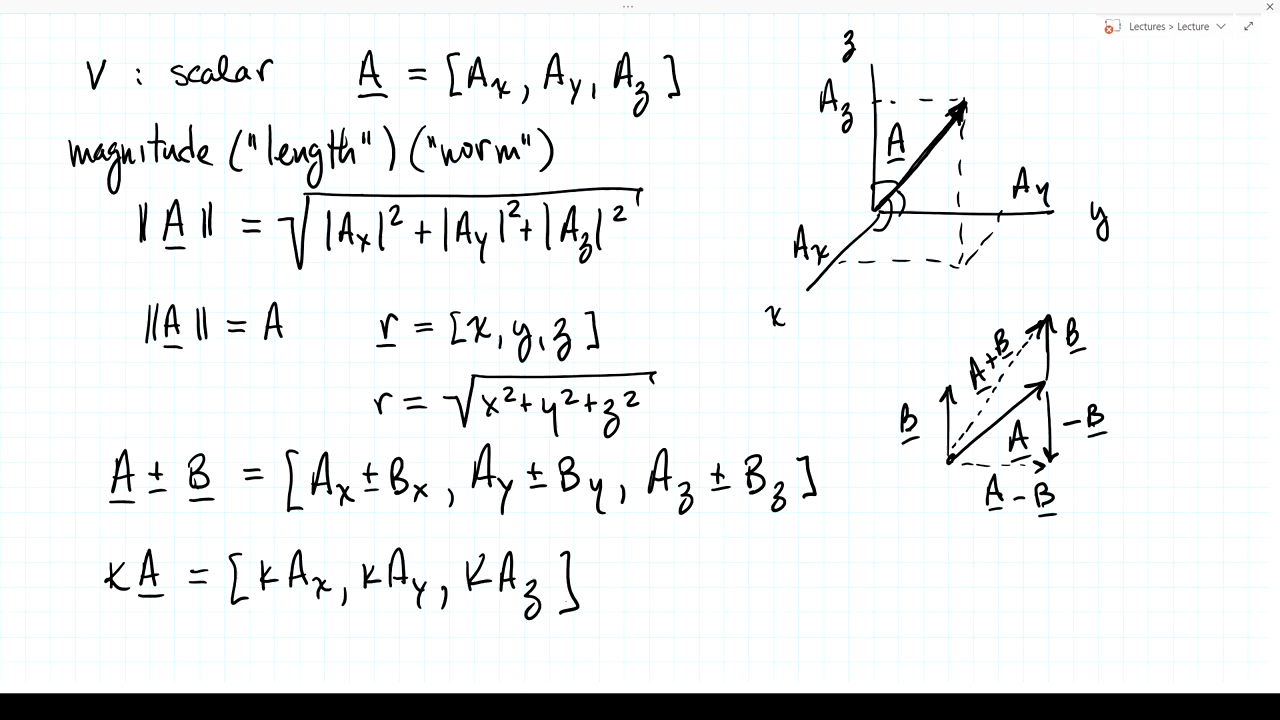 Lectures > Lecture
V : scalar A = [Ax, Ay, Az]
magnitude ("length") ("norm")
||A|| = √|Ax|² + |Ay|² + |Az|²
||A|| = A r = [x, y, z]
r = √x² + y² + z²
A ± B = [Ax ± Bx, Ay ± By, Az ± Bz]
kA = [kAx, kAy, kAz]
z
Az
A
Ay
y
Ax
x
A+B
B
B
A
-B
A - B